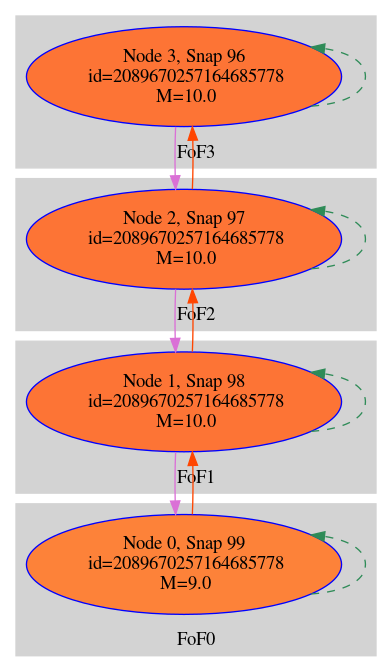 Node 3, Snap 96
id=2089670257164685778
M=10.0
FoF3
Node 2, Snap 97
id=2089670257164685778
M=10.0
FoF2
Node 1, Snap 98
id=2089670257164685778
M=10.0
FoF1
Node 0, Snap 99
id=2089670257164685778
M=9.0
FoF0